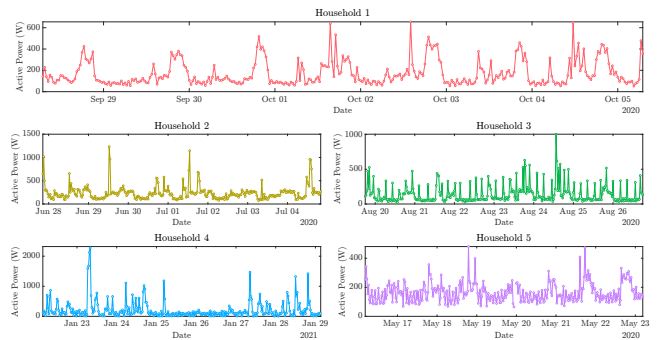 Household 1
Active Power (W)
600
400
200
0
Sep 29 Sep 30 Oct 01 Oct 02 Oct 03 Oct 04 Oct 05
Date 2020
Household 2
Active Power (W)
1500
1000
500
0
Jun 28 Jun 29 Jun 30 Jul 01 Jul 02 Jul 03 Jul 04
Date 2020
Household 3
Active Power (W)
1000
500
0
Aug 20 Aug 21 Aug 22 Aug 23 Aug 24 Aug 25 Aug 26
Date 2020
Household 4
Active Power (W)
2000
1000
0
Jan 23 Jan 24 Jan 25 Jan 26 Jan 27 Jan 28 Jan 29
Date 2021
Household 5
Active Power (W)
400
200
0
May 17 May 18 May 19 May 20 May 21 May 22 May 23
Date 2020